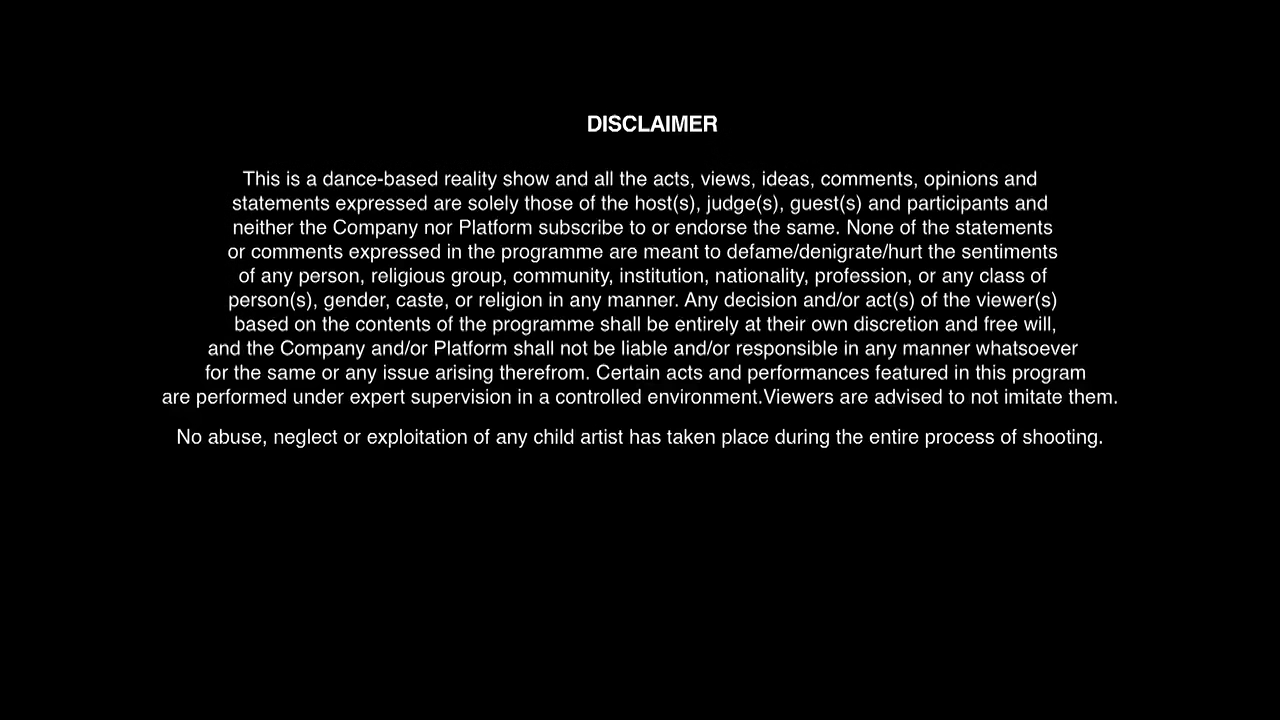 DISCLAIMER
This is a dance-based reality show and all the acts, views, ideas, comments, opinions and
statements expressed are solely those of the host(s), judge(s), guest(s) and participants and
neither the Company nor Platform subscribe to or endorse the same. None of the statements
or comments expressed in the programme are meant to defame/denigrate/hurt the sentiments
of any person, religious group, community, institution, nationality, profession, or any class of
person(s), gender, caste, or religion in any manner. Any decision and/or act(s) of the viewer(s)
based on the contents of the programme shall be entirely at their own discretion and free will,
and the Company and/or Platform shall not be liable and/or responsible in any manner whatsoever
for the same or any issue arising therefrom. Certain acts and performances featured in this program
are performed under expert supervision in a controlled environment.Viewers are advised to not imitate them.
No abuse, neglect or exploitation of any child artist has taken place during the entire process of shooting.